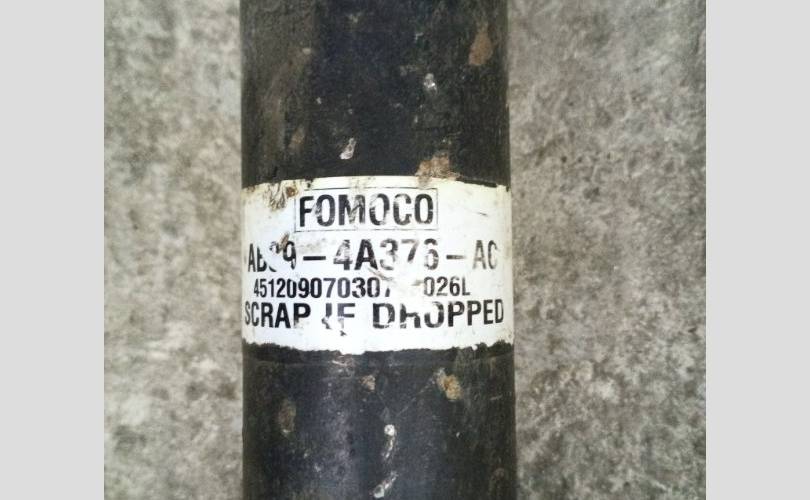 FOMOCO
4A376-AC
026L
SCRAP IF DROPPED